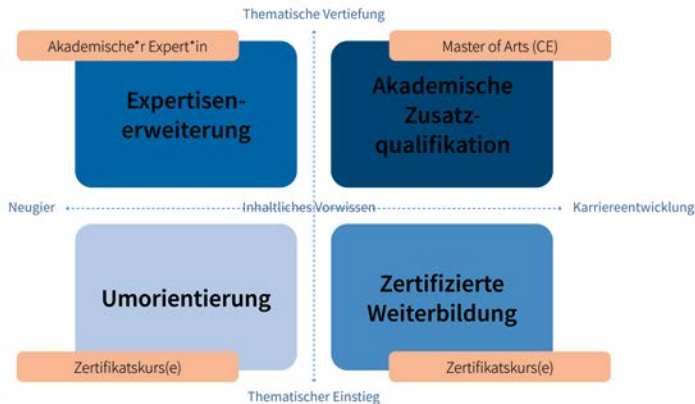 Thematische Vertiefung
Akademische*r Expert*in
Master of Arts (CE)
Expertisen-
erweiterung
Akademische
Zusatz-
qualifikation
Neugier
Inhaltliches Vorwissen
Karriereentwicklung
Umorientierung
Zertifizierte
Weiterbildung
Zertifikatskurs(e)
Zertifikatskurs(e)
Thematischer Einstieg